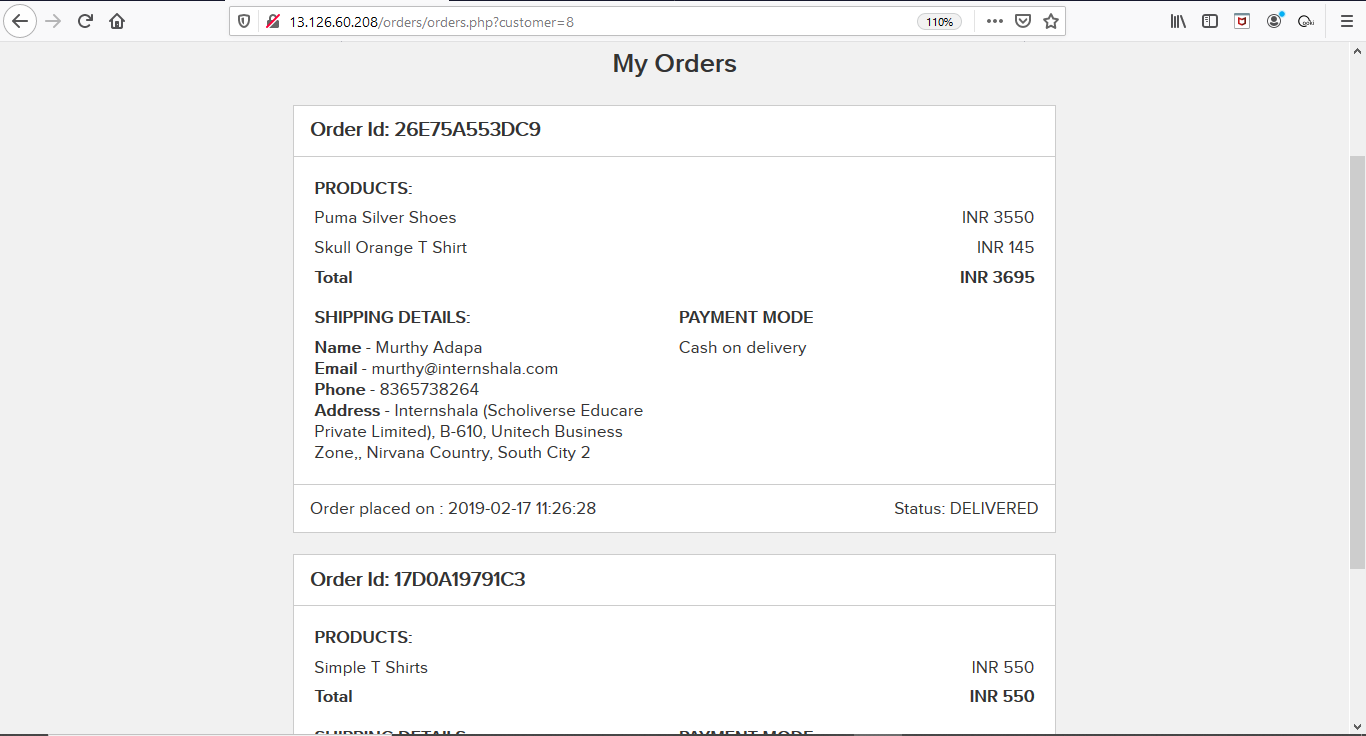 13.126.60.208/orders/orders.php?customer=8
110%
My Orders
Order Id: 26E75A553DC9
PRODUCTS:
Puma Silver Shoes INR 3550
Skull Orange T Shirt INR 145
Total INR 3695
SHIPPING DETAILS: PAYMENT MODE
Name - Murthy Adapa Cash on delivery
Email - murthy@internshala.com
Phone - 8365738264
Address - Internshala (Scholiverse Educare
Private Limited), B-610, Unitech Business
Zone,, Nirvana Country, South City 2
Order placed on : 2019-02-17 11:26:28 Status: DELIVERED
Order Id: 17D0A19791C3
PRODUCTS:
Simple T Shirts INR 550
Total INR 550
SHIPPING DETAILS: PAYMENT MODE